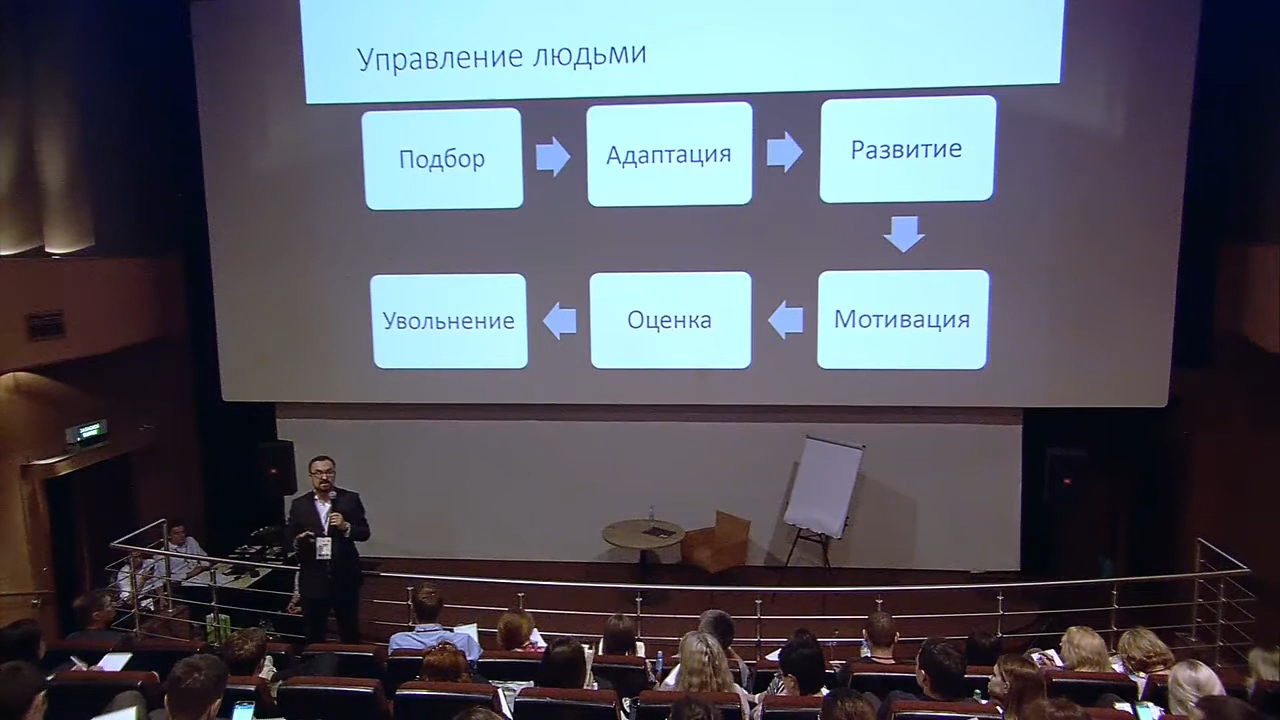 Управление людьми
Подбор
Адаптация
Развитие
Мотивация
Оценка
Увольнение